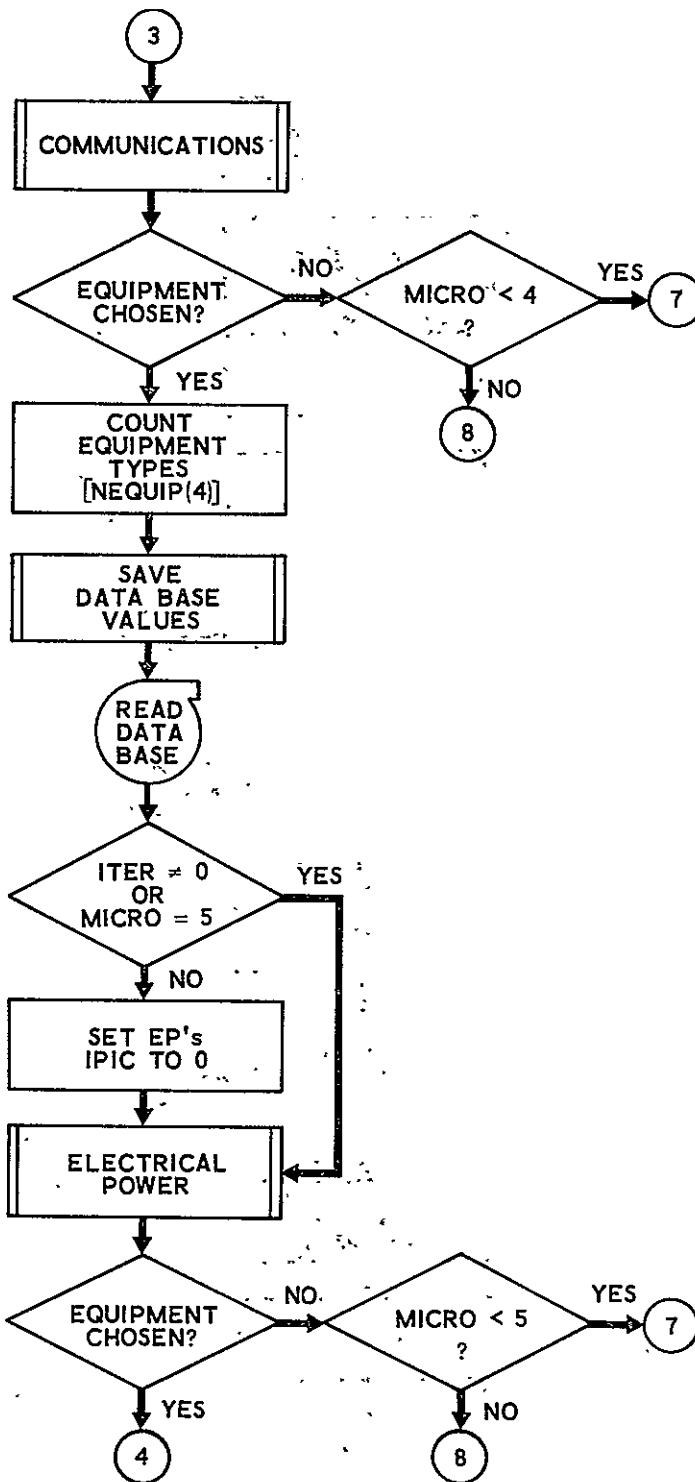 3
COMMUNICATIONS
EQUIPMENT
CHOSEN?
NO
MICRO < 4
?
YES
7
NO
8
YES
COUNT
EQUIPMENT
TYPES
[NEQUIP(4)]
SAVE
DATA BASE
VALUES
READ
DATA
BASE
ITER ≠ 0
OR
MICRO = 5
YES
NO
SET EP's
IPIC TO 0
ELECTRICAL
POWER
EQUIPMENT
CHOSEN?
NO
MICRO < 5
?
YES
7
NO
8
YES
4